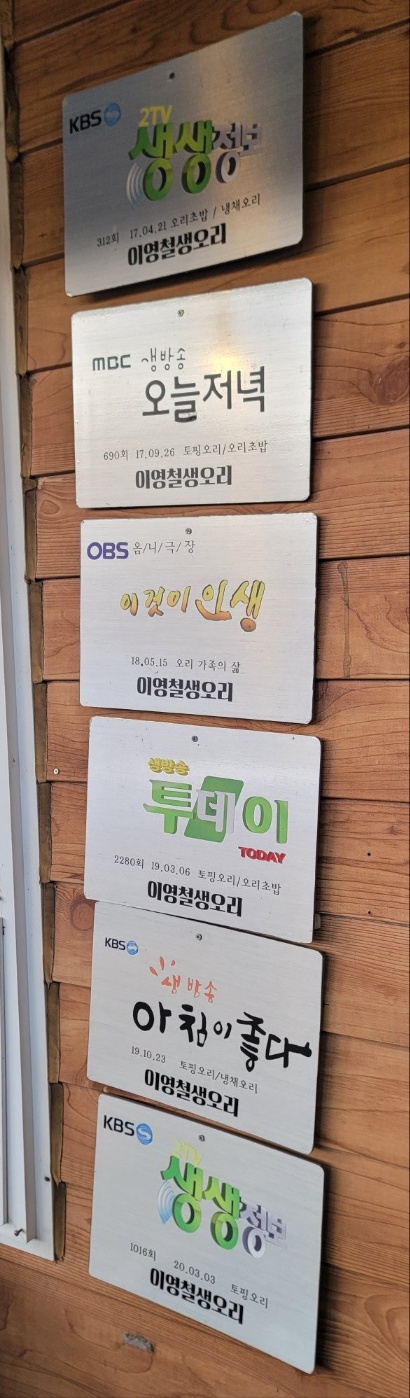 KBS
2TV
생생정보
312회 17.04.21 오리초밥 / 냉채오리
이영철생오리
MBC 생방송
오늘저녁
690회 17.09.26 토핑오리/오리초밥
이영철생오리
OBS 옴/니/극/장
이것이 인생
18.05.15 오리 가족의 삶
이영철생오리
생방송
투데이
TODAY
2280회 19.03.06 토핑오리/오리초밥
이영철생오리
KBS
생방송
아침이 좋다
19.10.23 토핑오리/냉채오리
이영철생오리
KBS
2TV
생생정보
1016회 20.03.03 토핑오리
이영철생오리